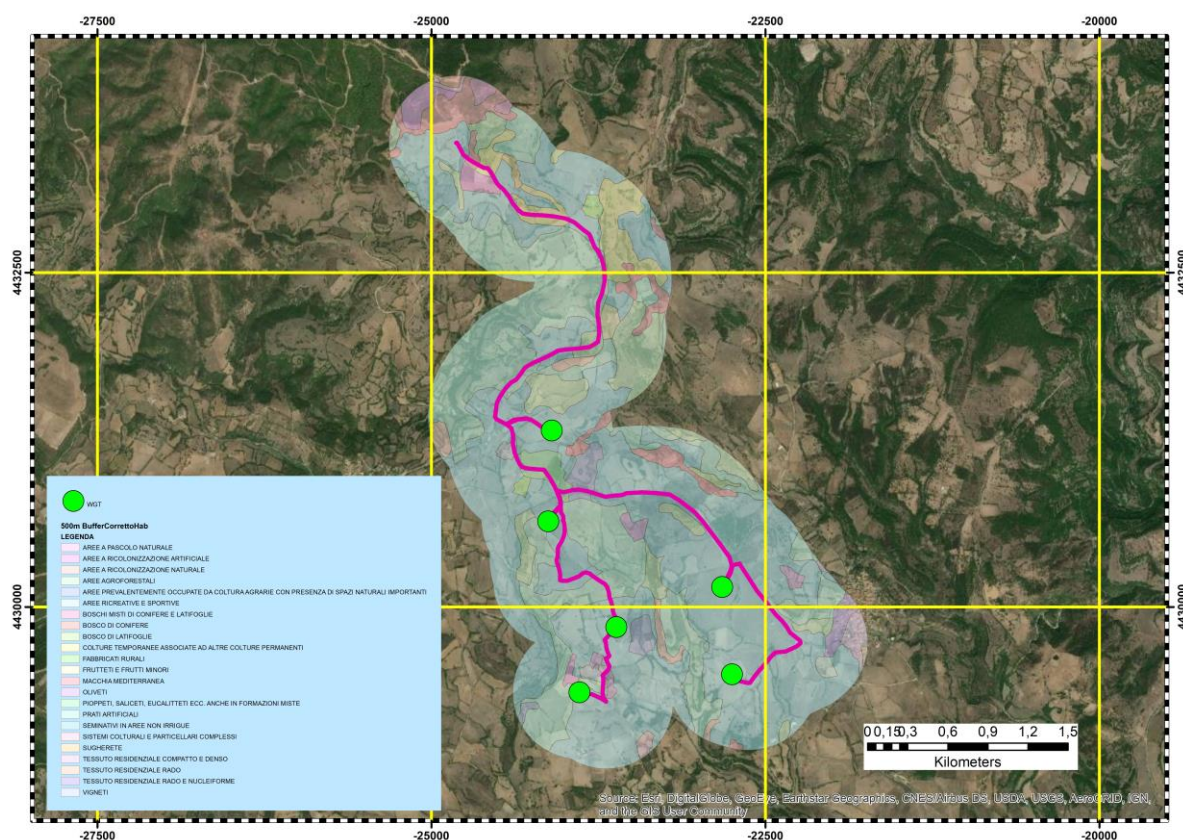 -27500
-25000
-22500
-20000
4432500
4432500
4430000
4430000
WGT
500m BufferCorrettoHab
LEGENDA
AREE A PASCOLO NATURALE
AREE A RICOLONIZZAZIONE ARTIFICIALE
AREE A RICOLONIZZAZIONE NATURALE
AREE AGROFORESTALI
AREE PREVALENTEMENTE OCCUPATE DA COLTURA AGRARIE CON PRESENZA DI SPAZI NATURALI IMPORTANTI
AREE RICREATIVE E SPORTIVE
BOSCHI MISTI DI CONIFERE E LATIFOGLIE
BOSCO DI CONIFERE
BOSCO DI LATIFOGLIE
COLTURE TEMPORANEE ASSOCIATE AD ALTRE COLTURE PERMANENTI
FABBRICATI RURALI
FRUTTETI E FRUTTI MINORI
MACCHIA MEDITERRANEA
OLIVETI
PIOPPETI, SALICETI, EUCALITTETI ECC. ANCHE IN FORMAZIONI MISTE
PRATI ARTIFICIALI
SEMINATIVI IN AREE NON IRRIGUE
SISTEMI COLTURALI E PARTICELLARI COMPLESSI
SUGHERETE
TESSUTO RESIDENZIALE COMPATTO E DENSO
TESSUTO RESIDENZIALE RADO
TESSUTO RESIDENZIALE RADO E NUCLEIFORME
VIGNETI
0 0,15 0,3 0,6 0,9 1,2 1,5
Kilometers
Source: Esri, DigitalGlobe, GeoEye, Earthstar Geographics, CNES/Airbus DS, USDA, USGS, AeroGRID, IGN,
and the GIS User Community
-27500
-25000
-22500
-20000